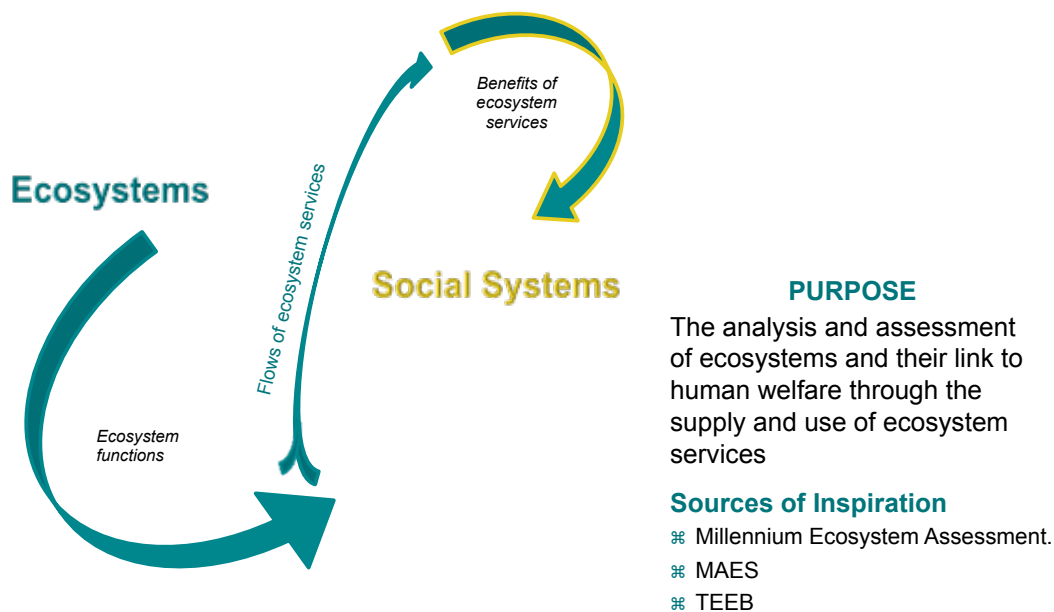 Benefits of
ecosystem
services
Ecosystems
Flows of ecosystem services
Social Systems
Ecosystem
functions
PURPOSE
The analysis and assessment
of ecosystems and their link to
human welfare through the
supply and use of ecosystem
services
Sources of Inspiration
⌘ Millennium Ecosystem Assessment.
⌘ MAES
⌘ TEEB